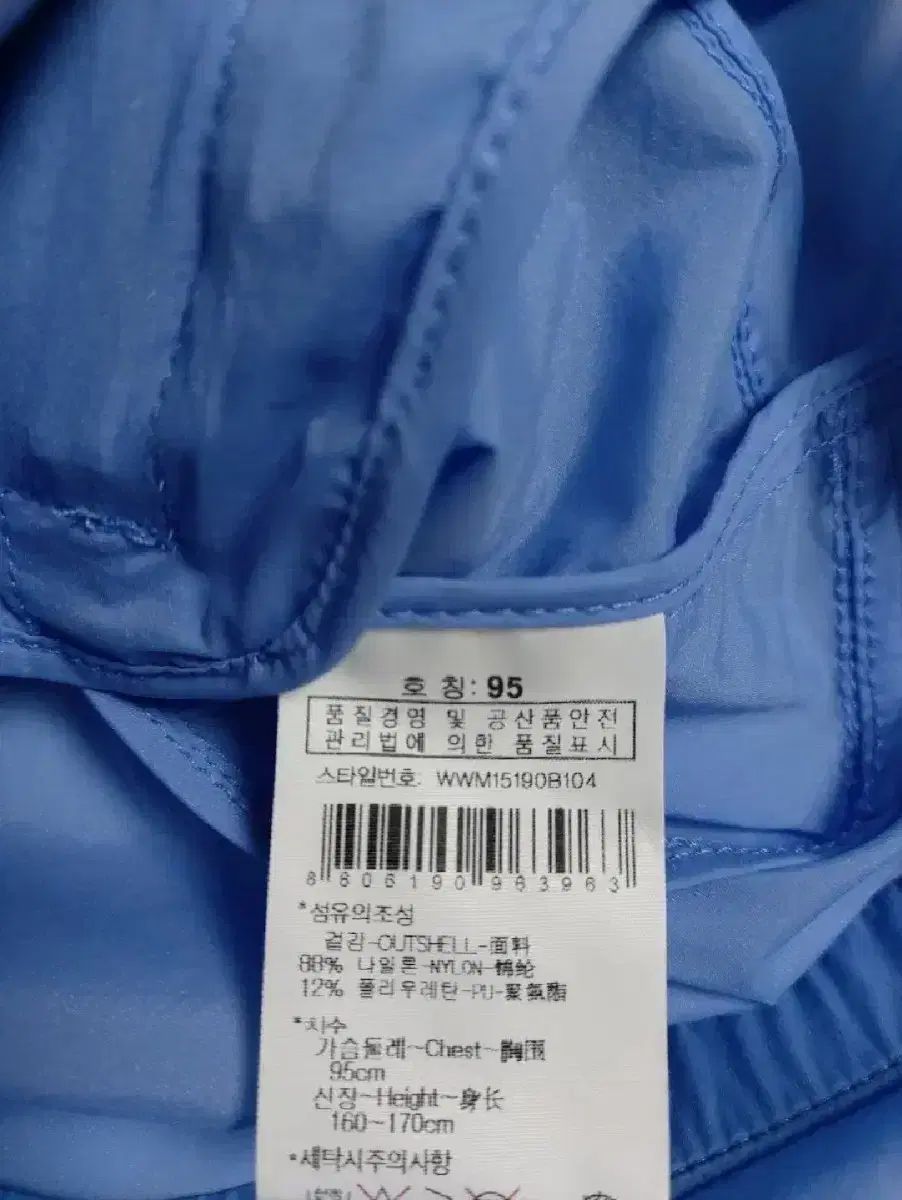 호 칭: 95
품질경영 및 공산품안전
관리법에 의한 품질표시
스타일번호: WWM15190B104
8 806190 963963
*섬유의조성
겉감-OUTSHELL-面料
88% 나일론-NYLON-锦纶
12% 폴리우레탄-PU-聚氨酯
*치수
가슴둘레~Chest~胸围
95cm
신장~Height~身长
160~170cm
*세탁시주의사항